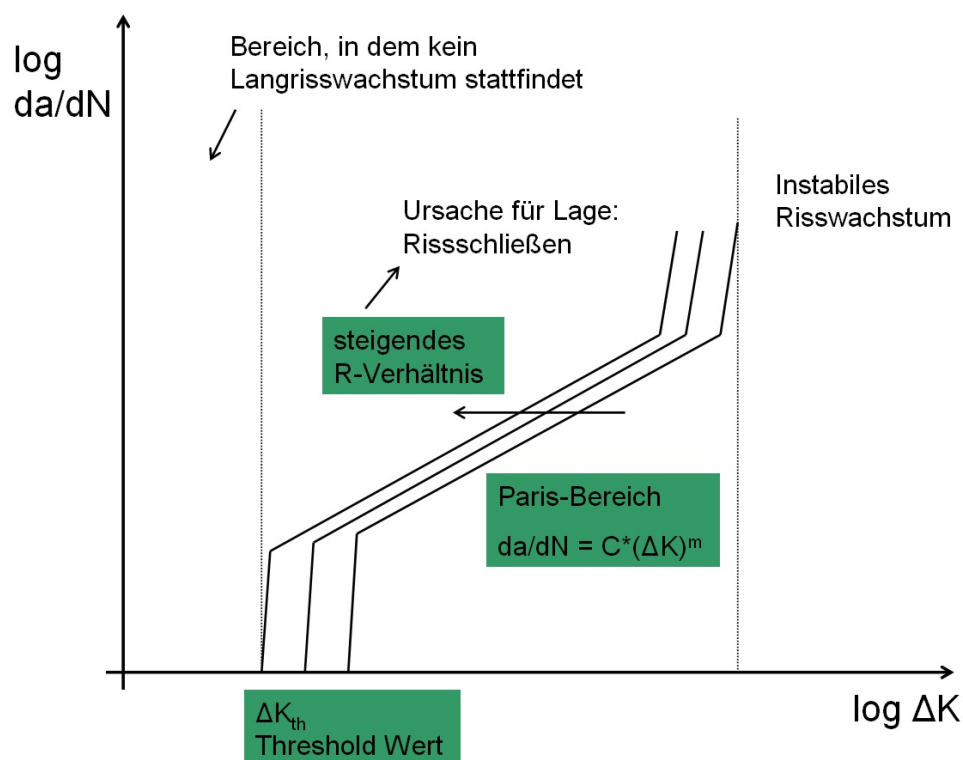 log
da/dN
Bereich, in dem kein
Langrisswachstum stattfindet
Ursache für Lage:
Rissschließen
Instabiles
Risswachstum
steigendes
R-Verhältnis
Paris-Bereich
da/dN = C*(ΔK)ᵐ
ΔKₜₕ
Threshold Wert
log ΔK